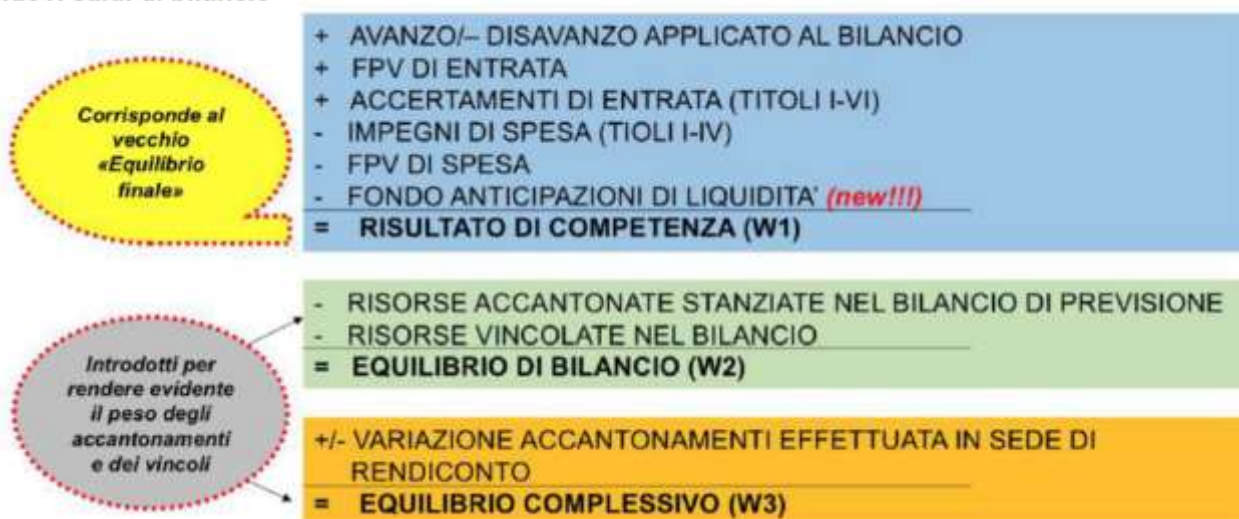 + AVANZO/– DISAVANZO APPLICATO AL BILANCIO
+ FPV DI ENTRATA
+ ACCERTAMENTI DI ENTRATA (TITOLI I-VI)
- IMPEGNI DI SPESA (TIOLI I-IV)
- FPV DI SPESA
- FONDO ANTICIPAZIONI DI LIQUIDITA' (new!!!)
= RISULTATO DI COMPETENZA (W1)
Corrisponde al
vecchio
«Equilibrio
finale»
- RISORSE ACCANTONATE STANZIATE NEL BILANCIO DI PREVISIONE
- RISORSE VINCOLATE NEL BILANCIO
= EQUILIBRIO DI BILANCIO (W2)
Introdotti per
rendere evidente
il peso degli
accantonamenti
e dei vincoli
+/- VARIAZIONE ACCANTONAMENTI EFFETTUATA IN SEDE DI
RENDICONTO
= EQUILIBRIO COMPLESSIVO (W3)